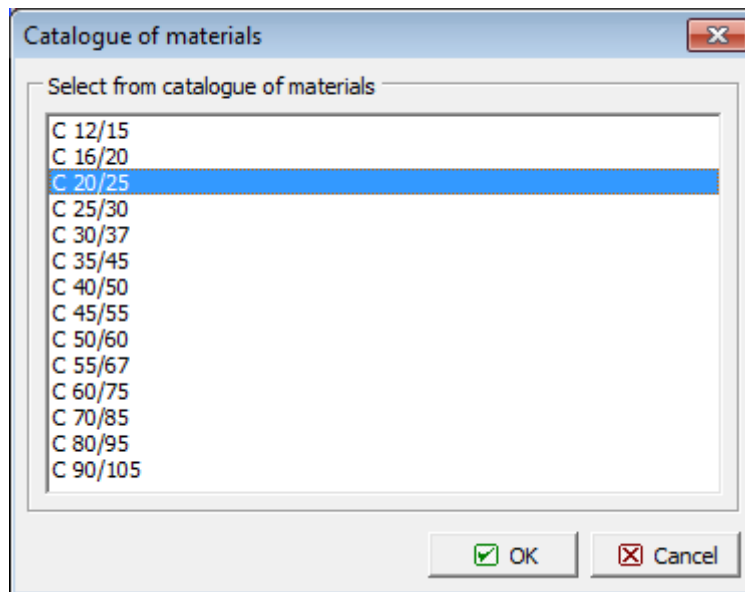 Catalogue of materials
Select from catalogue of materials
C 12/15
C 16/20
C 20/25
C 25/30
C 30/37
C 35/45
C 40/50
C 45/55
C 50/60
C 55/67
C 60/75
C 70/85
C 80/95
C 90/105
OK Cancel